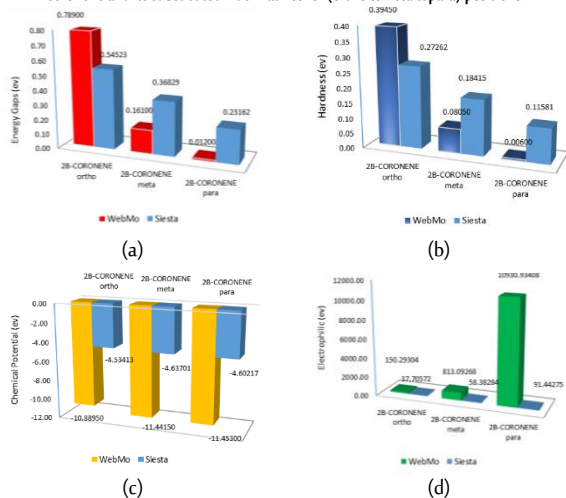 0.80
0.70
0.60
0.50
0.40
0.30
0.20
0.10
0.00
Energy Gaps (ev)
0.78900
0.54523
0.36829
0.16100
0.23162
0.01200
2B-CORONENE
ortho
2B-CORONENE
meta
2B-CORONENE
para
WebMo Siesta
(a)
0.40
0.35
0.30
0.25
0.20
0.15
0.10
0.05
0.00
Hardness (ev)
0.39450
0.27262
0.18415
0.08050
0.11581
0.00600
2B-CORONENE
ortho
2B-CORONENE
meta
2B-CORONENE
para
WebMo Siesta
(b)
2B-CORONENE
ortho
2B-CORONENE
meta
2B-CORONENE
para
0.00
-2.00
-4.00
-6.00
-8.00
-10.00
-12.00
Chemical Potential (ev)
-4.53413
-4.63701
-4.60217
-10.88950
-11.44150
-11.45300
WebMo Siesta
(c)
12000.00
10000.00
8000.00
6000.00
4000.00
2000.00
0.00
Electrophilic (ev)
10930.93408
150.29304
37.70572
813.09268
58.38284
91.44275
2B-CORONENE
ortho
2B-CORONENE
meta
2B-CORONENE
para
WebMo Siesta
(d)